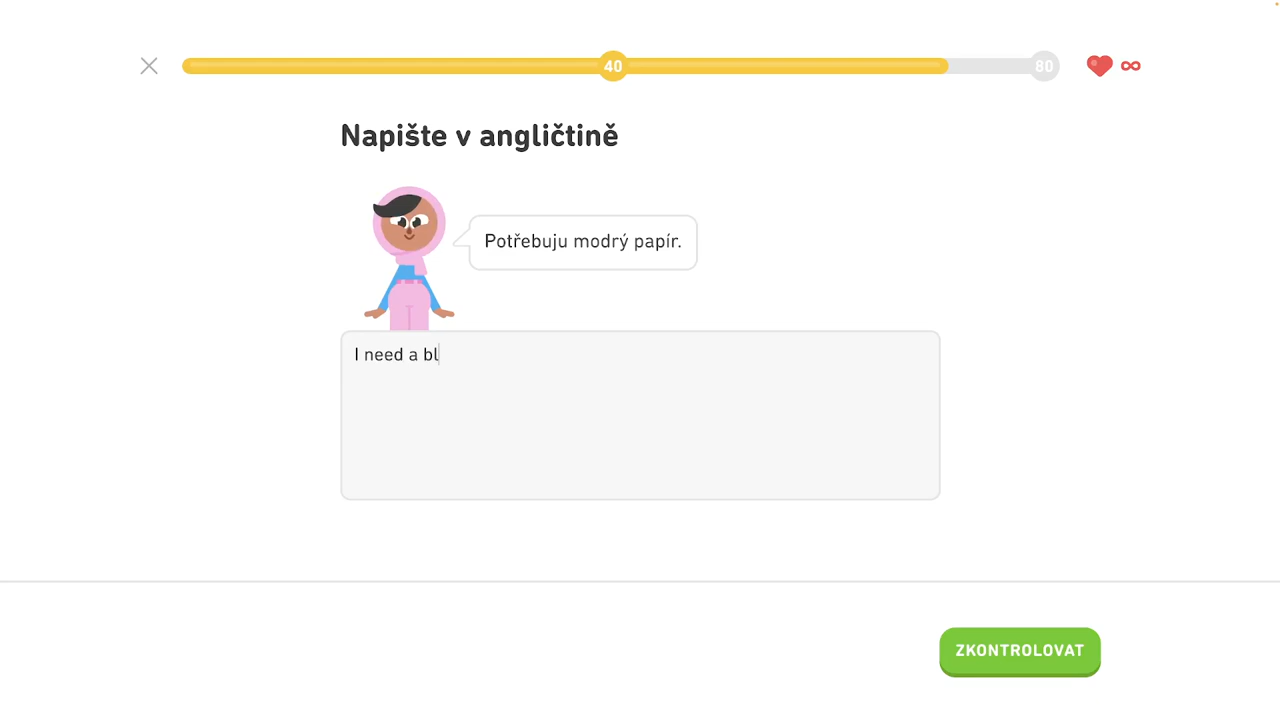 40
80
∞
Napište v angličtině
Potřebuju modrý papír.
I need a bl
ZKONTROLOVAT